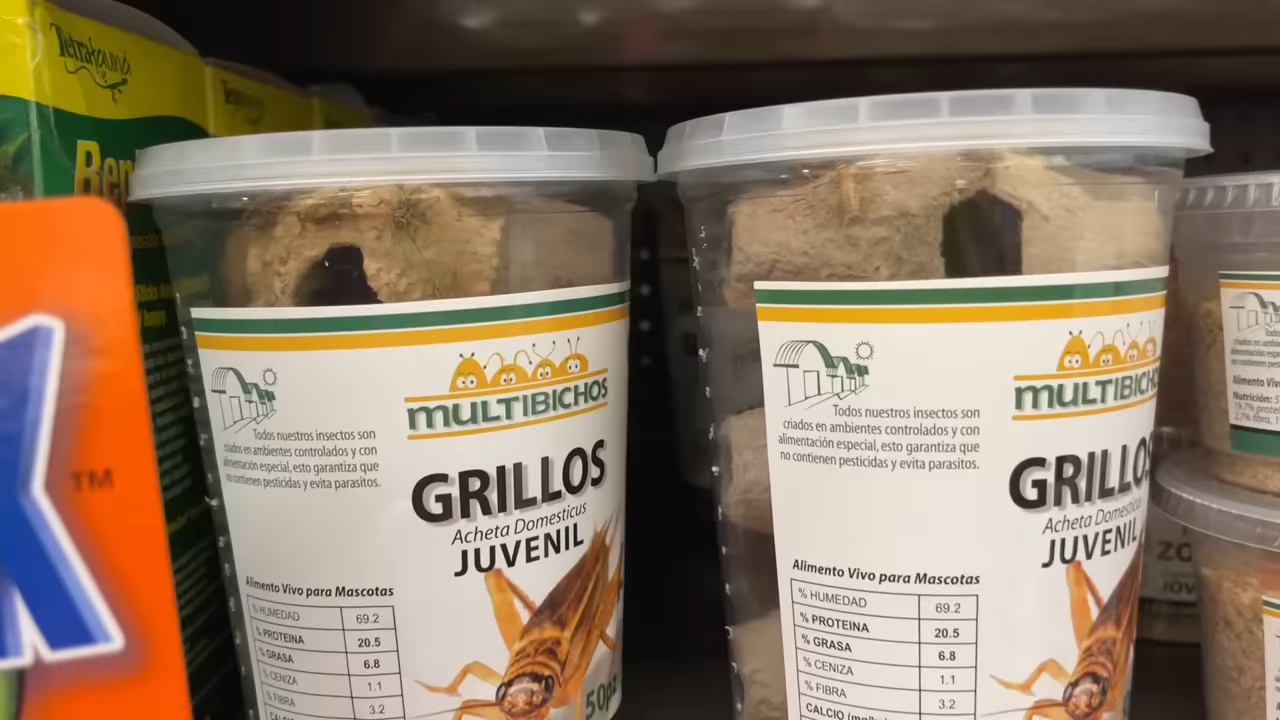 Tetrafauna
MULTIBICHOS
Todos nuestros insectos son
criados en ambientes controlados y con
alimentación especial, esto garantiza que
no contienen pesticidas y evita parasitos.
GRILLOS
Acheta Domesticus
JUVENIL
Alimento Vivo para Mascotas
% HUMEDAD 69.2
% PROTEINA 20.5
% GRASA 6.8
% CENIZA 1.1
% FIBRA 3.2
MULTIBICHOS
Todos nuestros insectos son
criados en ambientes controlados y con
alimentación especial, esto garantiza que
no contienen pesticidas y evita parasitos.
GRILLOS
Acheta Domesticus
JUVENIL
Alimento Vivo para Mascotas
% HUMEDAD 69.2
% PROTEINA 20.5
% GRASA 6.8
% CENIZA 1.1
% FIBRA 3.2
CALCIO
TM
Alimento Viv
Nutrición: